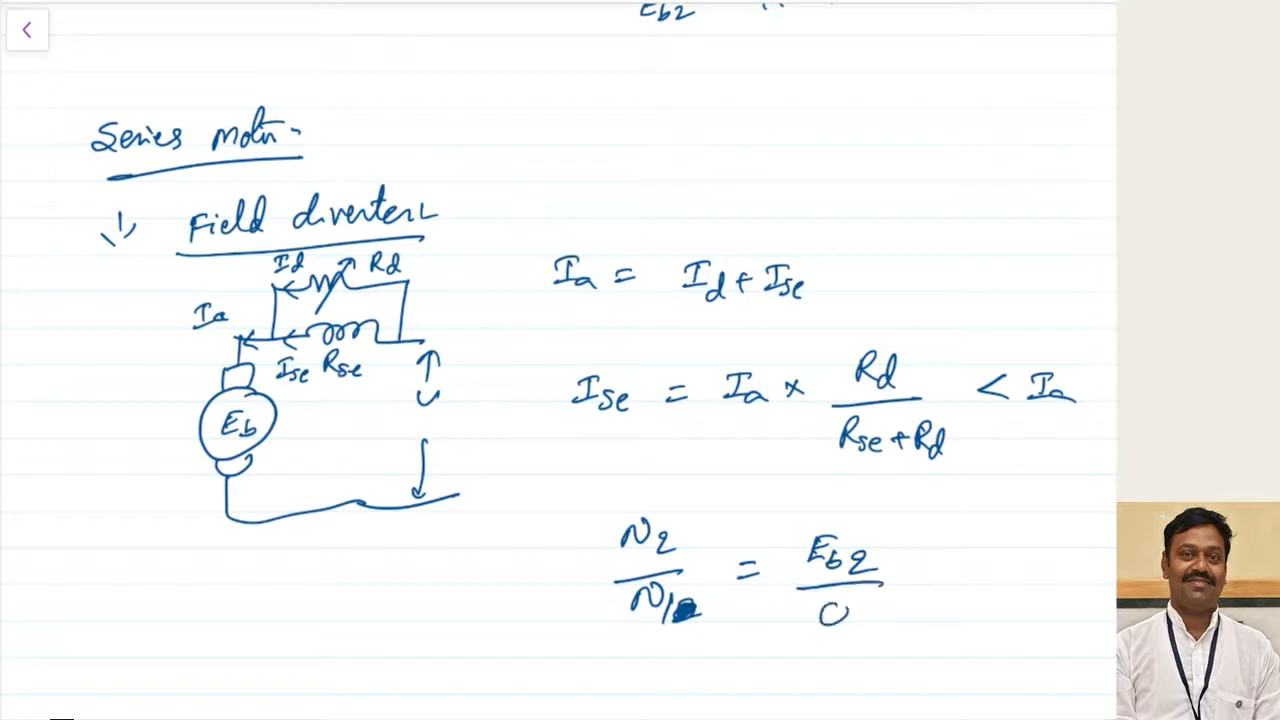 Eb2
Series motor
Field diverter
Id Rd
Ia
Ise Rse
Eb
Ia = Id + Ise
Ise = Ia × Rd / Rse + Rd < Ia
N2 / N1 = Eb2